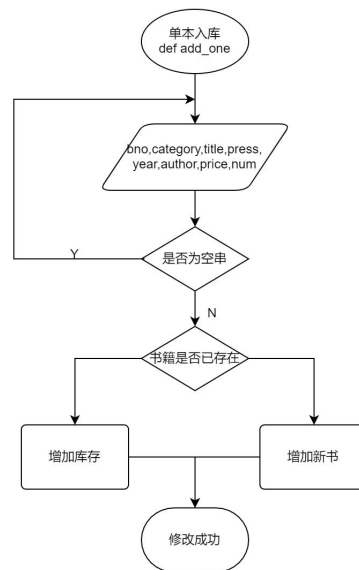 单本入库
def add_one
bno,category,title,press,
year,author,price,num
是否为空串
Y
N
书籍是否已存在
增加库存
增加新书
修改成功